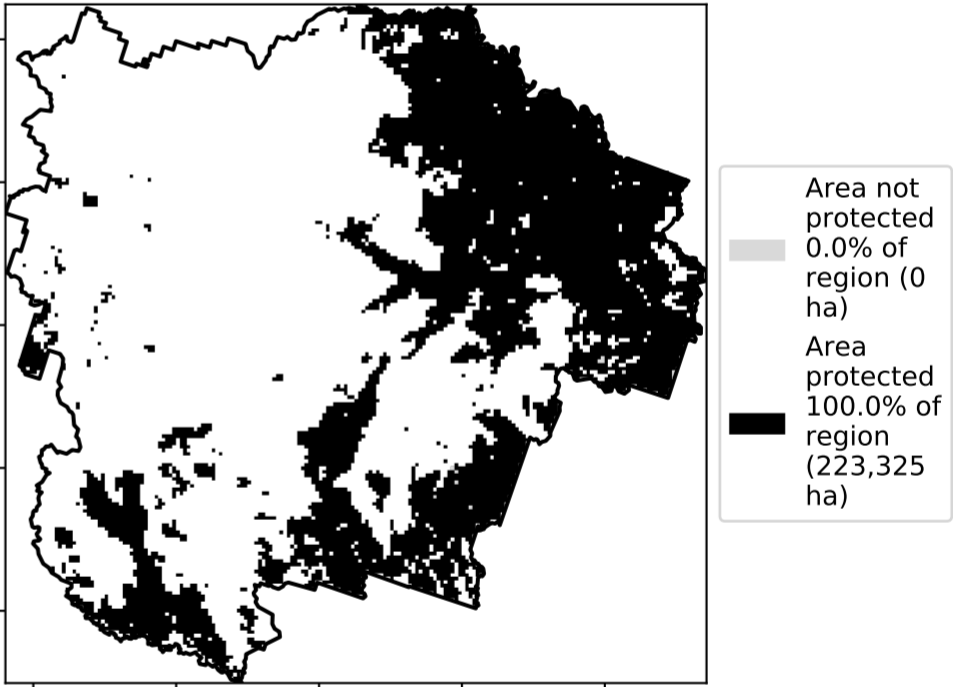 Area not
protected
0.0% of
region (0
ha)
Area
protected
100.0% of
region
(223,325
ha)